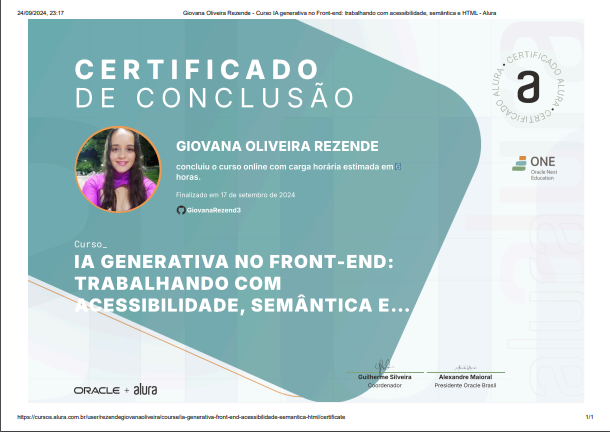 24/09/2024, 23:17
Giovana Oliveira Rezende - Curso IA generativa no Front-end: trabalhando com acessibilidade, semântica e HTML - Alura
CERTIFICADO
DE CONCLUSÃO
CERTIFICADO ALURA • CERTIFICADO ALURA •
a
GIOVANA OLIVEIRA REZENDE
concluiu o curso online com carga horária estimada em
horas.
Finalizado em 17 de setembro de 2024
GiovanaRezend3
ONE
Oracle Next
Education
Curso_
IA GENERATIVA NO FRONT-END:
TRABALHANDO COM
ACESSIBILIDADE, SEMÂNTICA E...
ORACLE + alura
Guilherme Silveira
Coordenador
Alexandre Maioral
Presidente Oracle Brasil
https://cursos.alura.com.br/user/rezendegiovanaoliveira/course/ia-generativa-front-end-acessibilidade-semantica-html/certificate
1/1